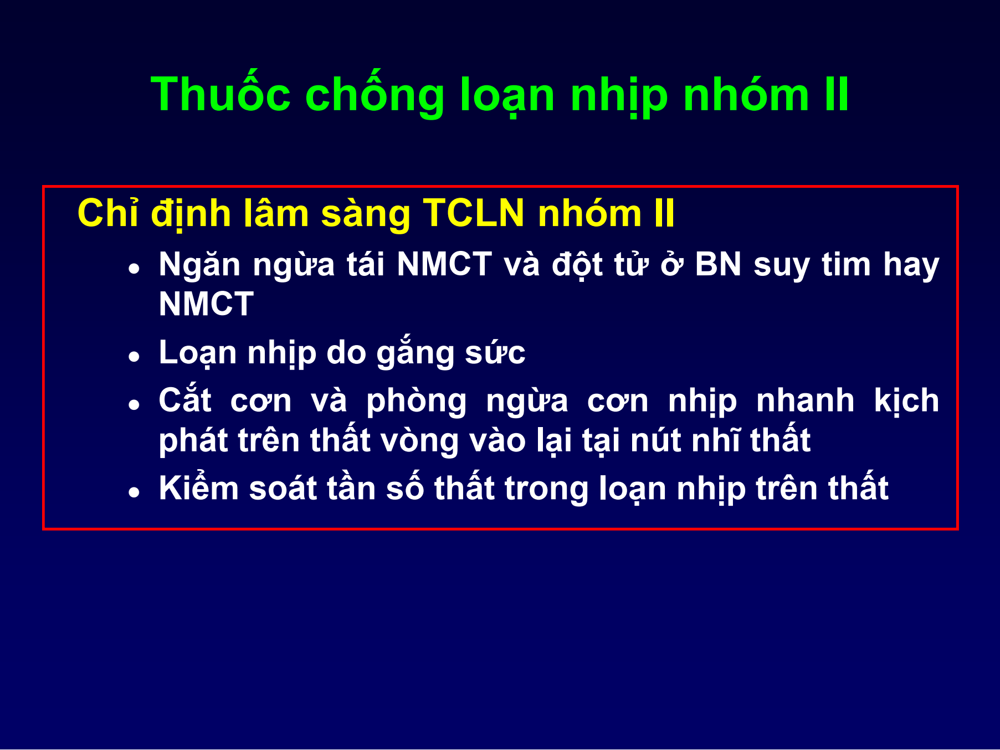 Thuốc chống loạn nhịp nhóm II
Chỉ định lâm sàng TCLN nhóm II
● Ngăn ngừa tái NMCT và đột tử ở BN suy tim hay
NMCT
● Loạn nhịp do gắng sức
● Cắt cơn và phòng ngừa cơn nhịp nhanh kịch
phát trên thất vòng vào lại tại nút nhĩ thất
● Kiểm soát tần số thất trong loạn nhịp trên thất